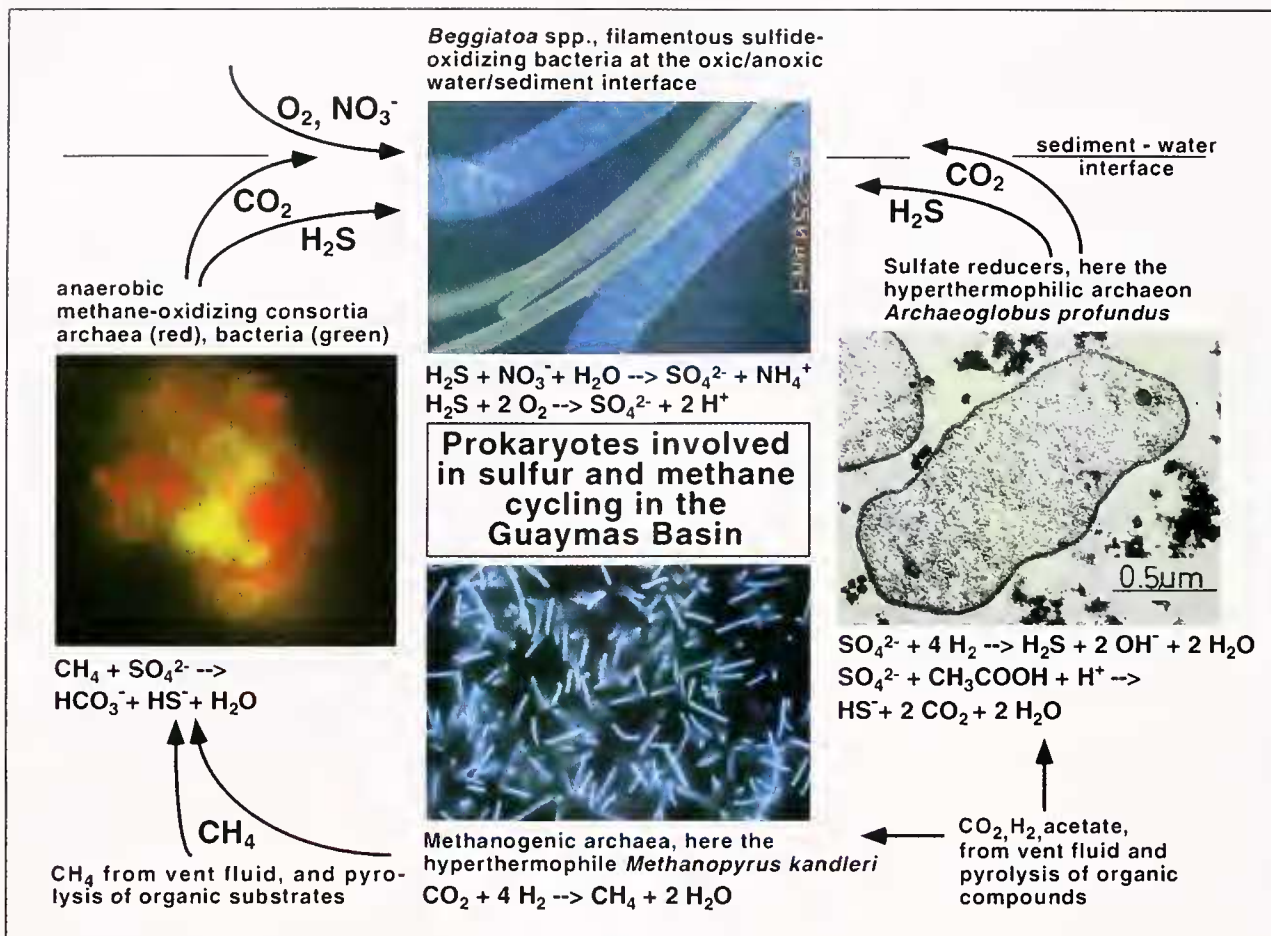 Beggiatoa spp., filamentous sulfide-
oxidizing bacteria at the oxic/anoxic
water/sediment interface
O₂, NO₃⁻
CO₂
H₂S
250µm
sediment - water
interface
CO₂
H₂S
anaerobic
methane-oxidizing consortia
archaea (red), bacteria (green)
Sulfate reducers, here the
hyperthermophilic archaeon
Archaeoglobus profundus
H₂S + NO₃⁻ + H₂O --> SO₄²⁻ + NH₄⁺
H₂S + 2 O₂ --> SO₄²⁻ + 2 H⁺
Prokaryotes involved
in sulfur and methane
cycling in the
Guaymas Basin
0.5µm
CH₄ + SO₄²⁻ -->
HCO₃⁻ + HS⁻ + H₂O
SO₄²⁻ + 4 H₂ --> H₂S + 2 OH⁻ + 2 H₂O
SO₄²⁻ + CH₃COOH + H⁺ -->
HS⁻ + 2 CO₂ + 2 H₂O
CH₄
CH₄ from vent fluid, and pyro-
lysis of organic substrates
Methanogenic archaea, here the
hyperthermophile Methanopyrus kandleri
CO₂ + 4 H₂ --> CH₄ + 2 H₂O
CO₂, H₂, acetate,
from vent fluid and
pyrolysis of organic
compounds